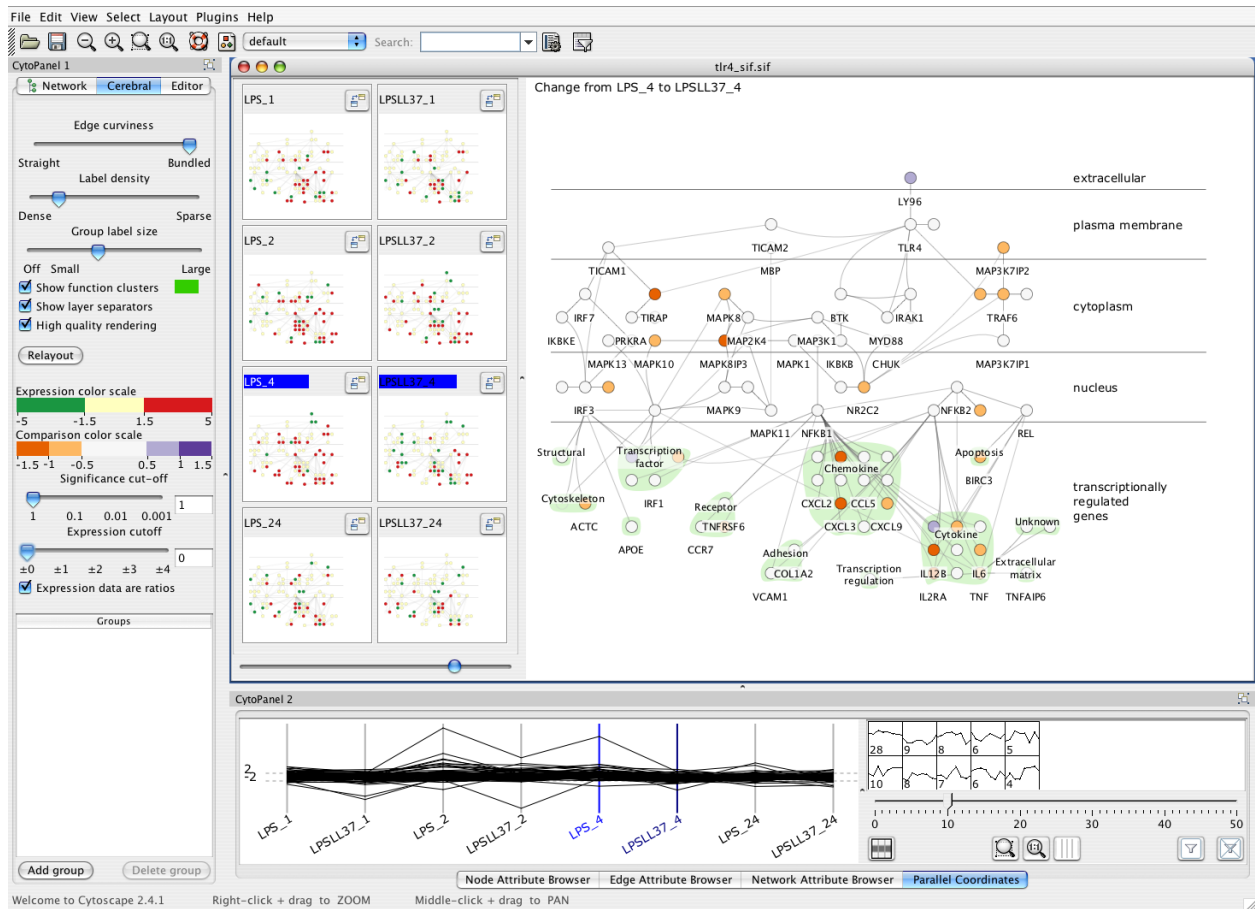 File Edit View Select Layout Plugins Help
default Search:
CytoPanel 1
Network Cerebral Editor
Edge curviness
Straight Bundled
Label density
Dense Sparse
Group label size
Off Small Large
Show function clusters
Show layer separators
High quality rendering
Relayout
Expression color scale
-5 -1.5 1.5 5
Comparison color scale
-1.5 -1 -0.5 0.5 1 1.5
Significance cut-off
1
1 0.1 0.01 0.001
Expression cutoff
0
±0 ±1 ±2 ±3 ±4
Expression data are ratios
Groups
Add group Delete group
tlr4_sif.sif
LPS_1 LPSLL37_1
LPS_2 LPSLL37_2
LPS_4 LPSLL37_4
LPS_24 LPSLL37_24
Change from LPS_4 to LPSLL37_4
extracellular
LY96
plasma membrane
TICAM2 TLR4 MAP3K7IP2
TICAM1 MBP
cytoplasm
IRF7 TIRAP MAPK8 BTK IRAK1 TRAF6
IKBKE PRKRA MAP2K4 MAP3K1 MYD88
MAPK13 MAPK10 MAPK8IP3 MAPK1 IKBKB CHUK MAP3K7IP1
nucleus
IRF3 MAPK9 NR2C2 NFKB2
MAPK11 NFKB1 REL
Structural Transcription factor Chemokine Apoptosis
BIRC3
transcriptionally
regulated
genes
Cytoskeleton IRF1 Receptor CXCL2 CCL5
ACTC TNFRSF6 CXCL3 CXCL9 Cytokine Unknown
APOE CCR7 Adhesion
COL1A2 Transcription regulation IL12B IL6 Extracellular matrix
VCAM1 IL2RA TNF TNFAIP6
CytoPanel 2
2
-2
LPS_1 LPSLL37_1 LPS_2 LPSLL37_2 LPS_4 LPSLL37_4 LPS_24 LPSLL37_24
28 9 8 6 5
10 8 7 6 4
0 10 20 30 40 50
Node Attribute Browser Edge Attribute Browser Network Attribute Browser Parallel Coordinates
Welcome to Cytoscape 2.4.1 Right-click + drag to ZOOM Middle-click + drag to PAN